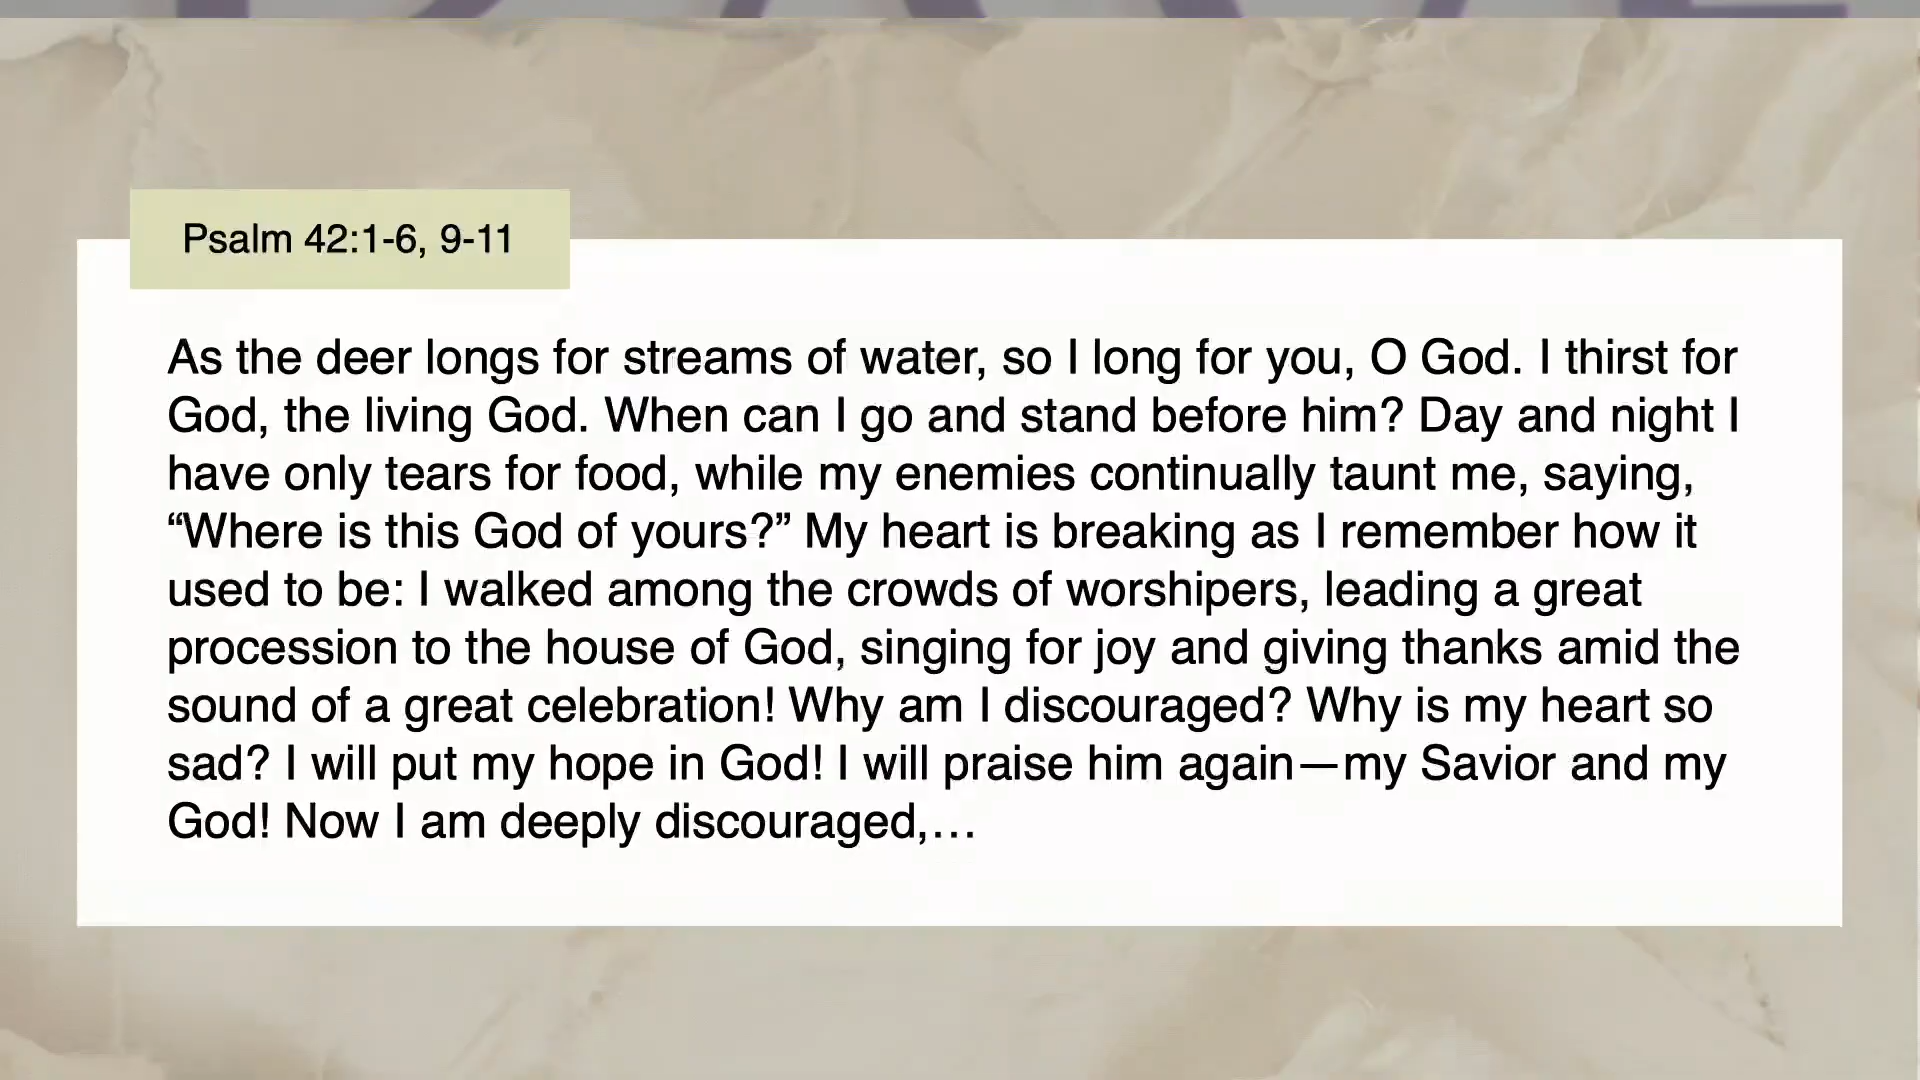 Psalm 42:1-6, 9-11
As the deer longs for streams of water, so I long for you, O God. I thirst for
God, the living God. When can I go and stand before him? Day and night I
have only tears for food, while my enemies continually taunt me, saying,
“Where is this God of yours?” My heart is breaking as I remember how it
used to be: I walked among the crowds of worshipers, leading a great
procession to the house of God, singing for joy and giving thanks amid the
sound of a great celebration! Why am I discouraged? Why is my heart so
sad? I will put my hope in God! I will praise him again—my Savior and my
God! Now I am deeply discouraged,…